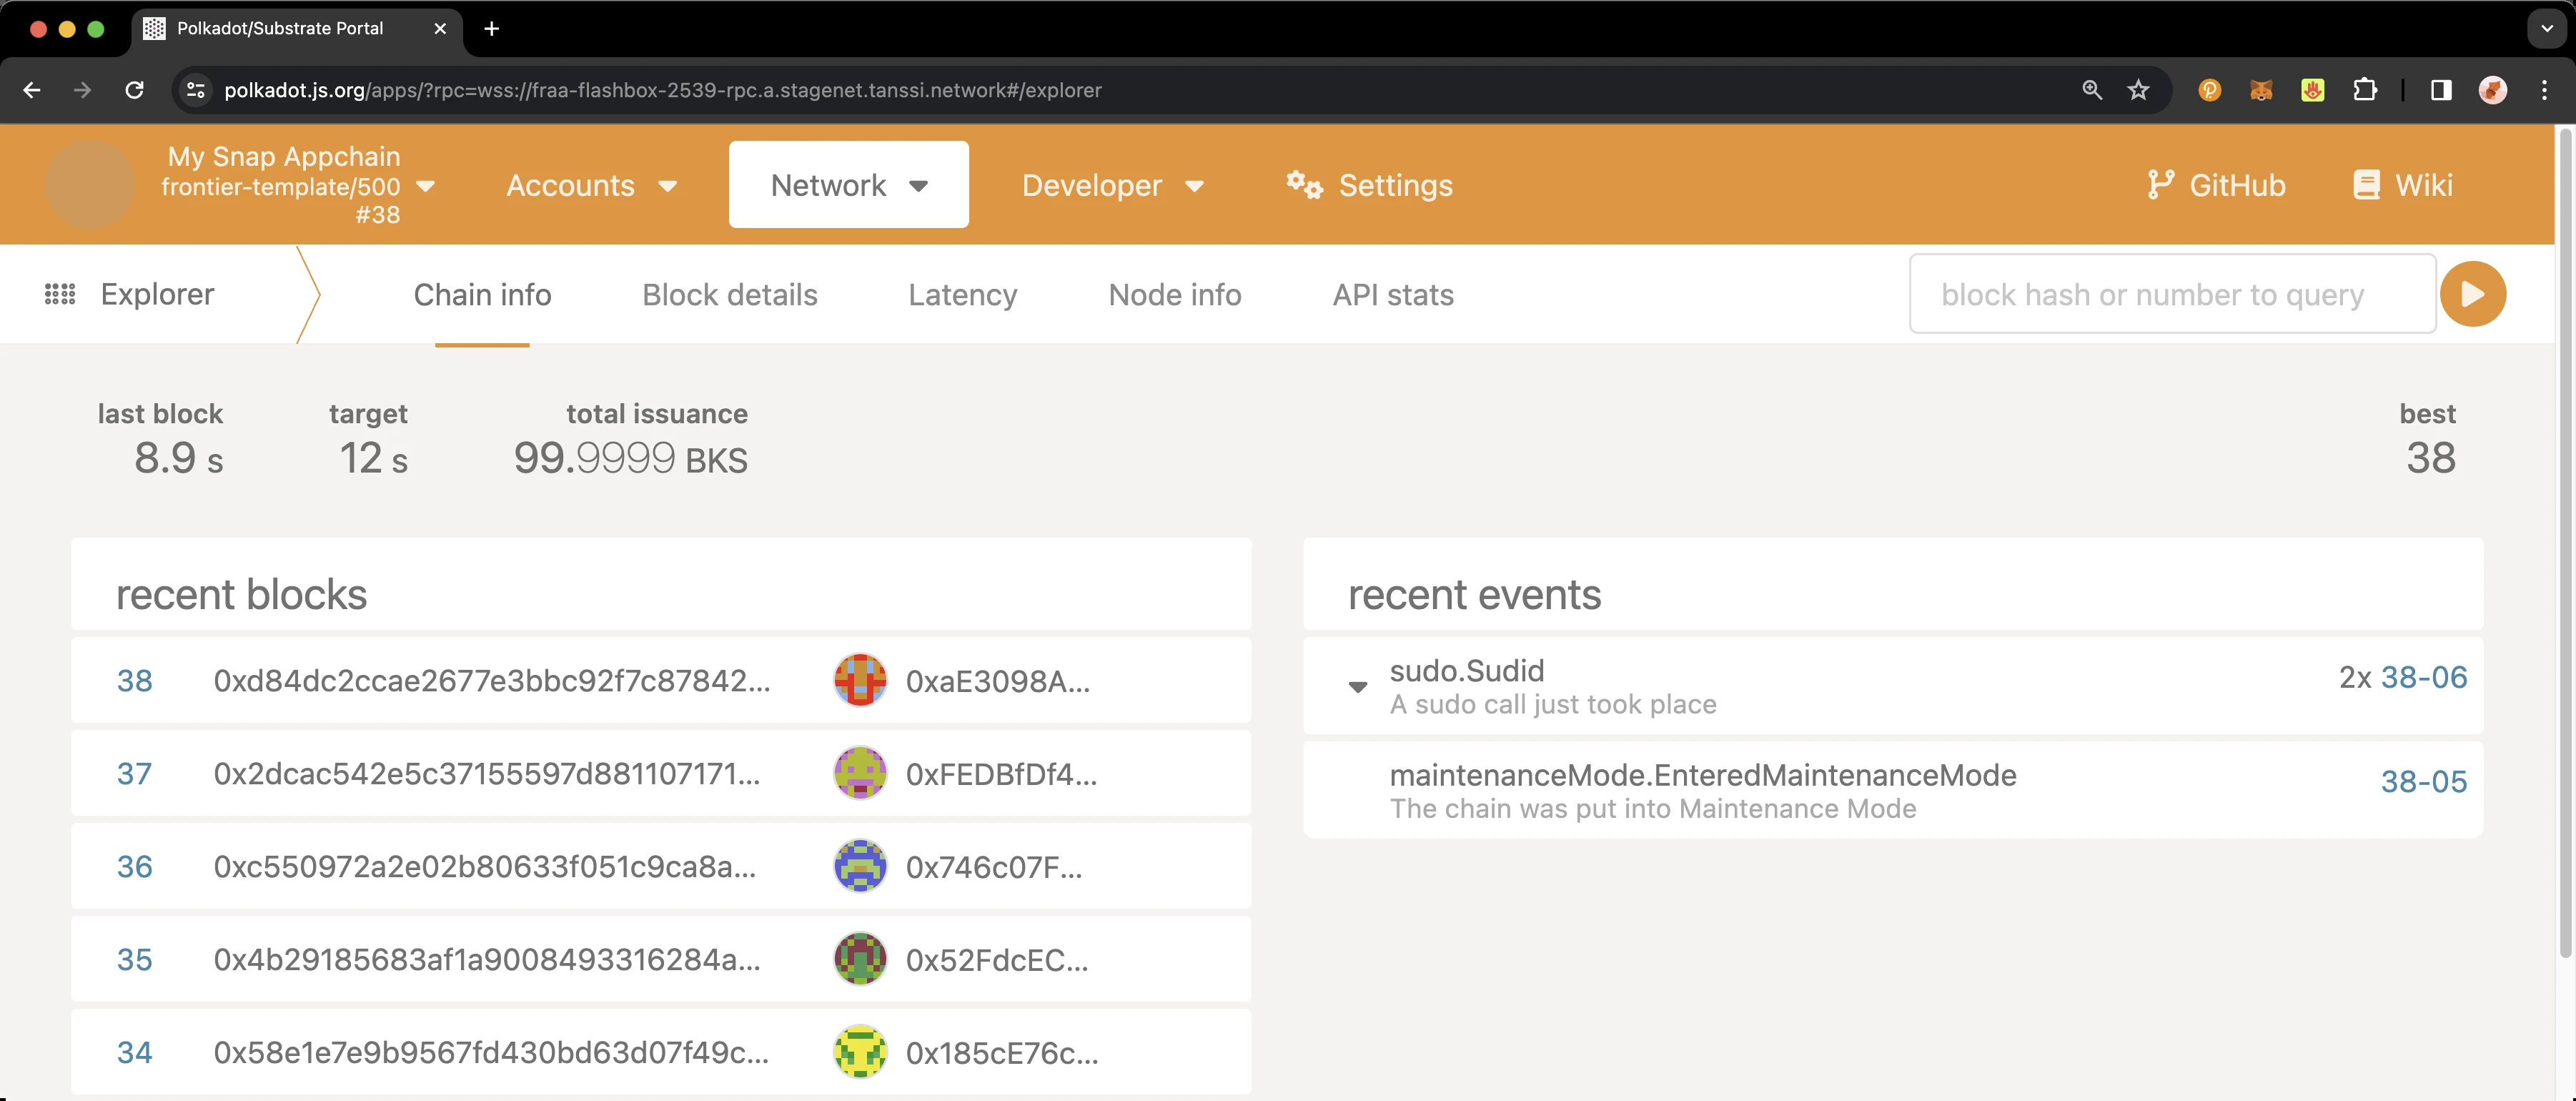 Polkadot/Substrate Portal
polkadot.js.org/apps/?rpc=wss://fraa-flashbox-2539-rpc.a.stagenet.tanssi.network#/explorer
My Snap Appchain
frontier-template/500
#38
Accounts
Network
Developer
Settings
GitHub
Wiki
Explorer
Chain info
Block details
Latency
Node info
API stats
block hash or number to query
last block
8.9 s
target
12 s
total issuance
99.9999 BKS
best
38
recent blocks
38 0xd84dc2ccae2677e3bbc92f7c87842... 0xaE3098A...
37 0x2dcac542e5c37155597d881107171... 0xFEDBfDf4...
36 0xc550972a2e02b80633f051c9ca8a... 0x746c07F...
35 0x4b29185683af1a9008493316284a... 0x52FdcEC...
34 0x58e1e7e9b9567fd430bd63d07f49c... 0x185cE76c...
recent events
sudo.Sudid 2x 38-06
A sudo call just took place
maintenanceMode.EnteredMaintenanceMode 38-05
The chain was put into Maintenance Mode